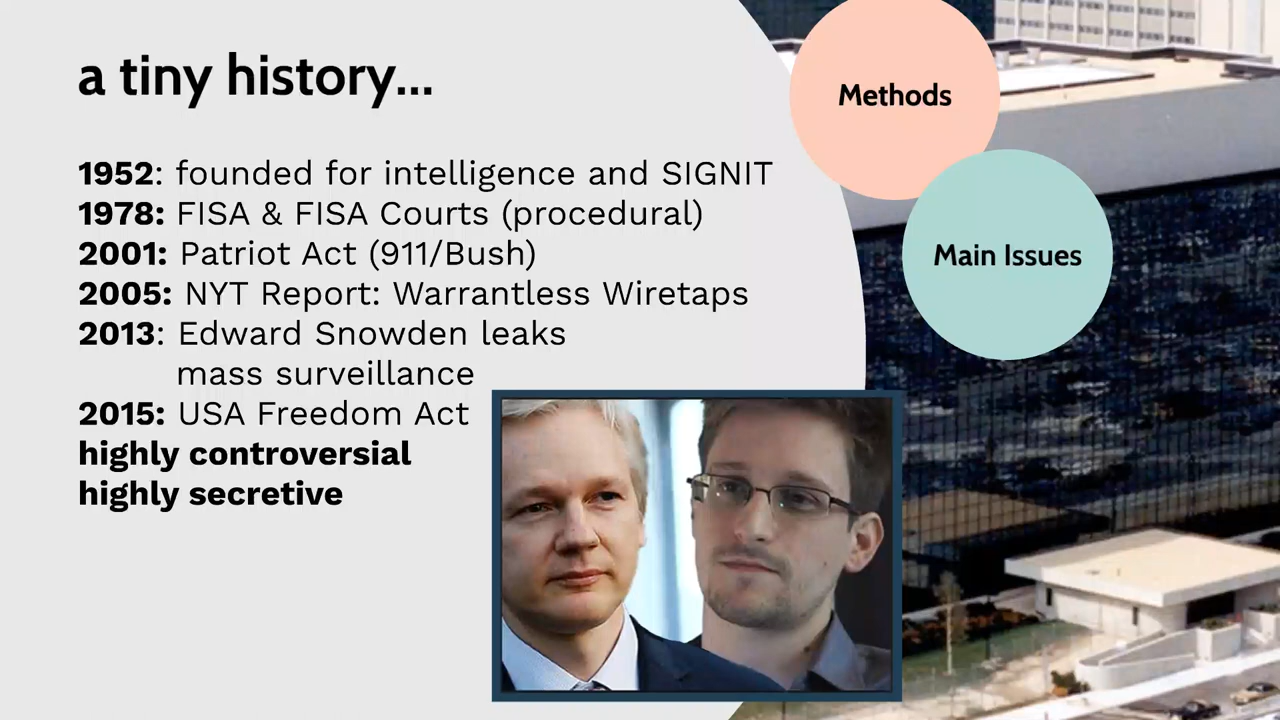 a tiny history...
1952: founded for intelligence and SIGNIT
1978: FISA & FISA Courts (procedural)
2001: Patriot Act (911/Bush)
2005: NYT Report: Warrantless Wiretaps
2013: Edward Snowden leaks
mass surveillance
2015: USA Freedom Act
highly controversial
highly secretive
Methods
Main Issues